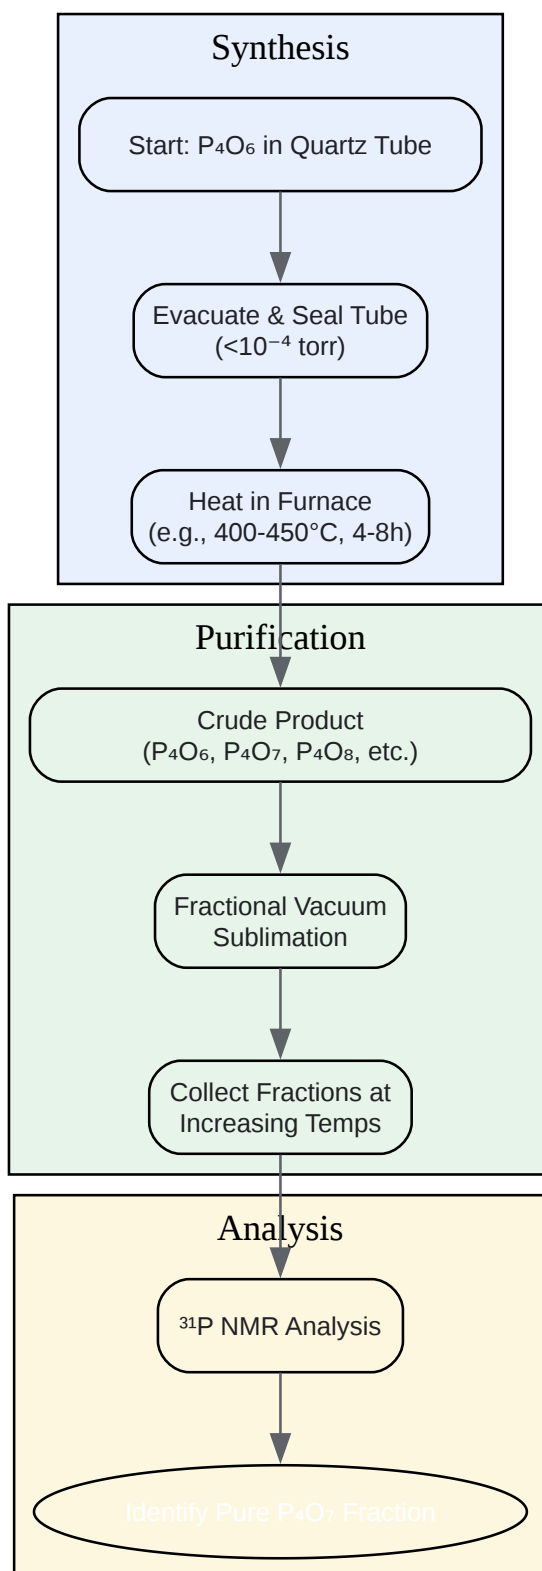 Synthesis
Start: P₄O₆ in Quartz Tube
Evacuate & Seal Tube
(<10⁻⁴ torr)
Heat in Furnace
(e.g., 400-450°C, 4-8h)
Purification
Crude Product
(P₄O₆, P₄O₇, P₄O₈, etc.)
Fractional Vacuum
Sublimation
Collect Fractions at
Increasing Temps
Analysis
³¹P NMR Analysis
Identify Pure P₄O₇ Fraction